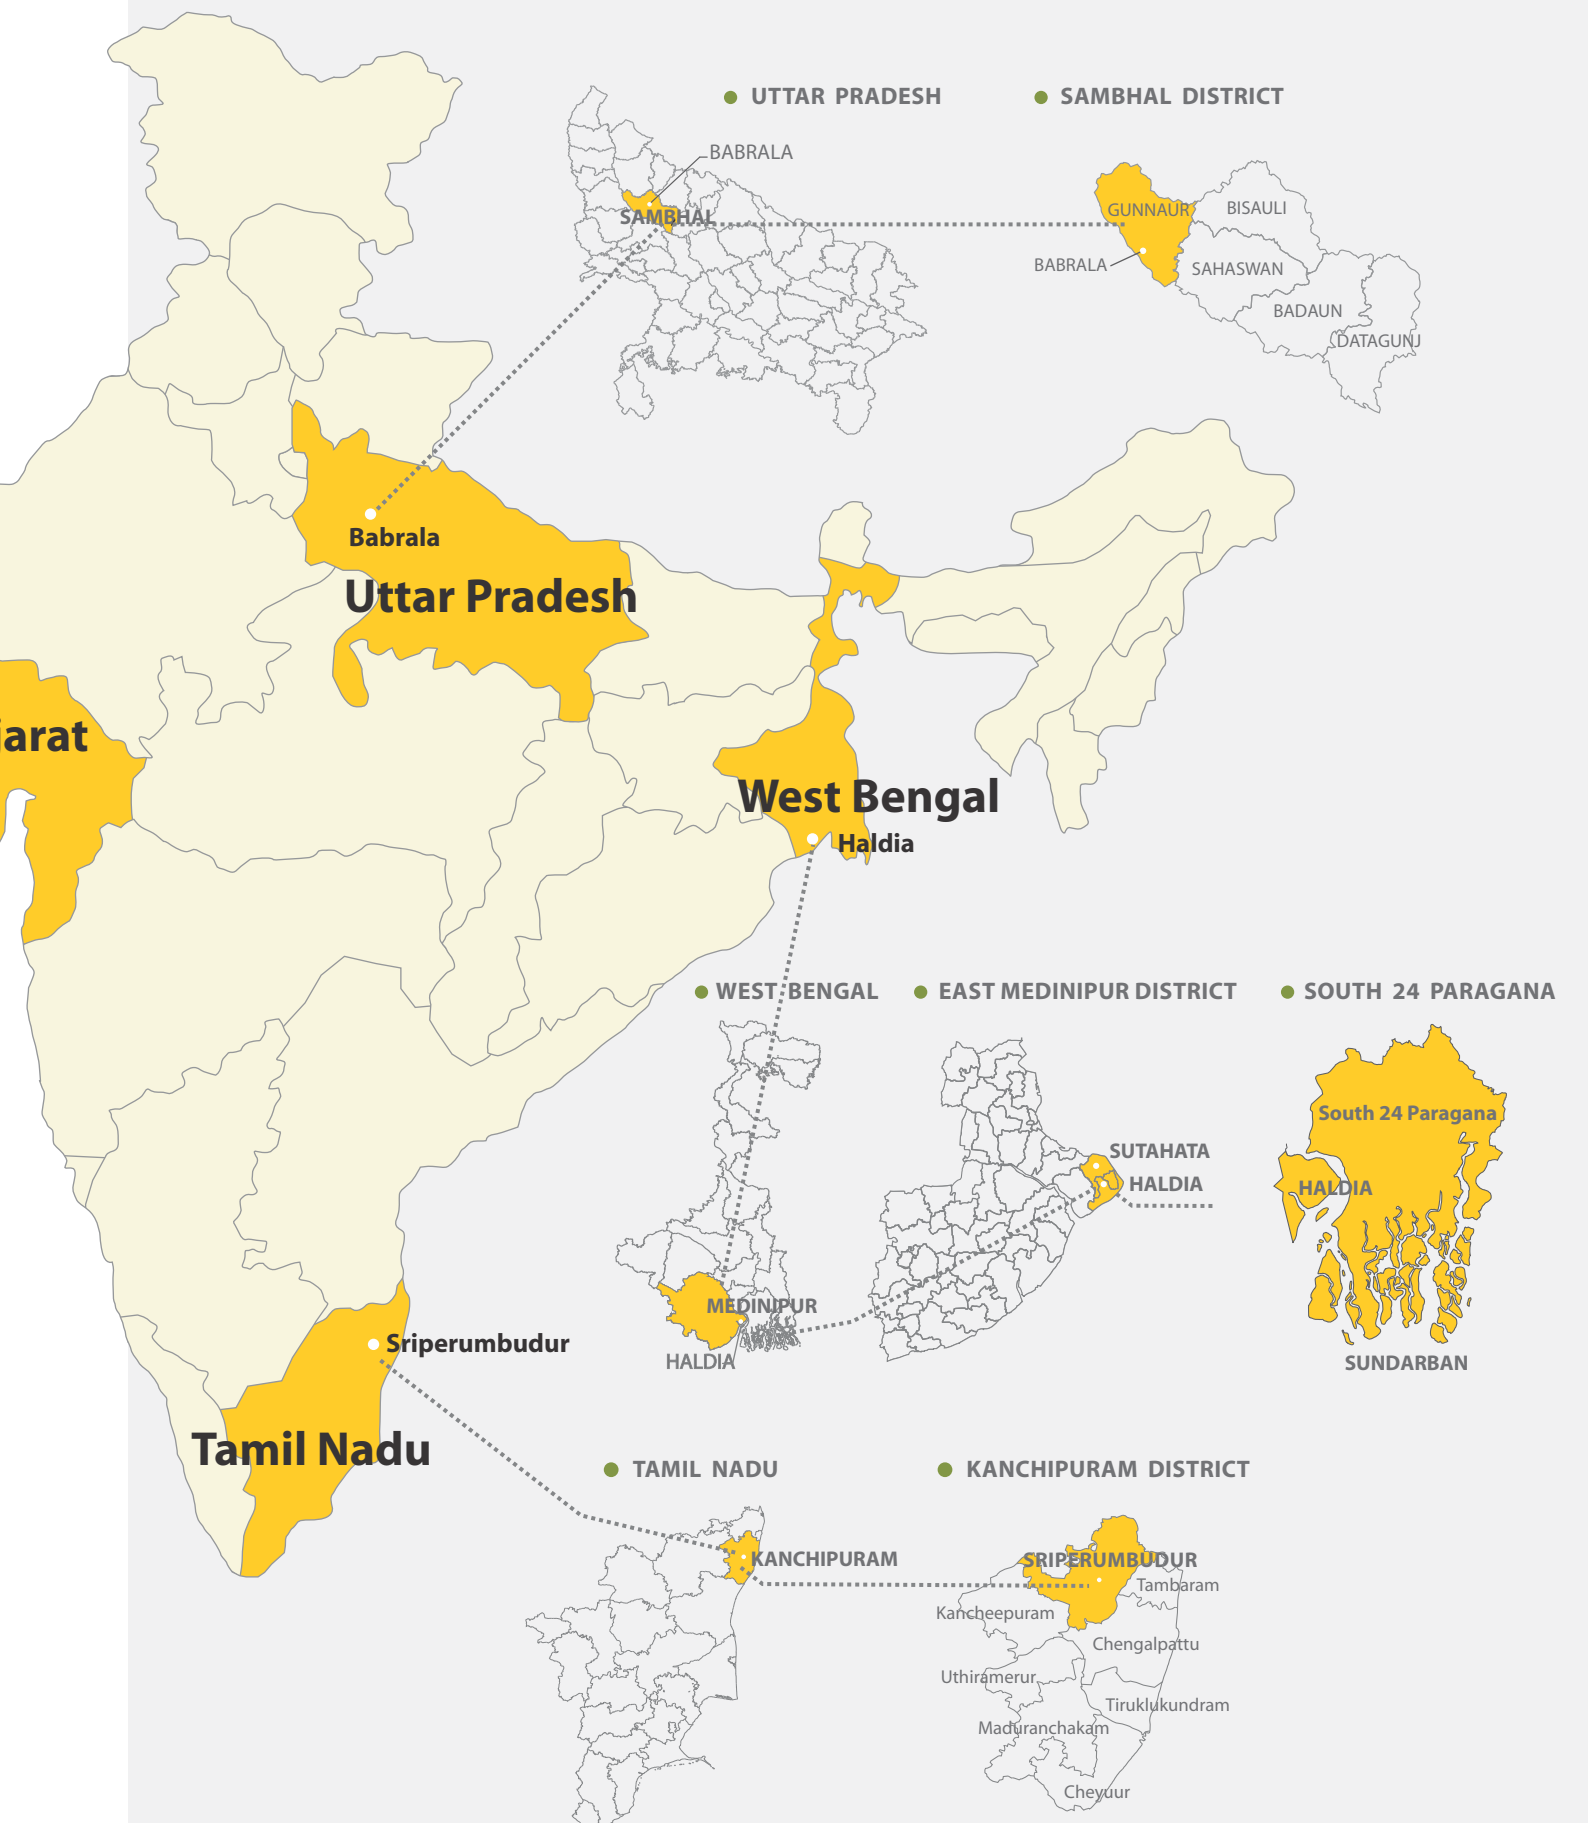 UTTAR PRADESH
SAMBHAL DISTRICT
BABRALA
SAMBHAL
GUNNAUR
BISAULI
BABRALA
SAHASWAN
BADAUN
DATAGUNJ
Babrala
Uttar Pradesh
jarat
West Bengal
Haldia
WEST BENGAL
EAST MEDINIPUR DISTRICT
SOUTH 24 PARAGANA
South 24 Paragana
SUTAHATA
HALDIA
HALDIA
MEDINIPUR
HALDIA
SUNDARBAN
Sriperumbudur
Tamil Nadu
TAMIL NADU
KANCHIPURAM DISTRICT
KANCHIPURAM
SRIPERUMBUDUR
Tambaram
Kancheepuram
Chengalpattu
Uthiramerur
Tiruklukundram
Maduranchakam
Cheyuur